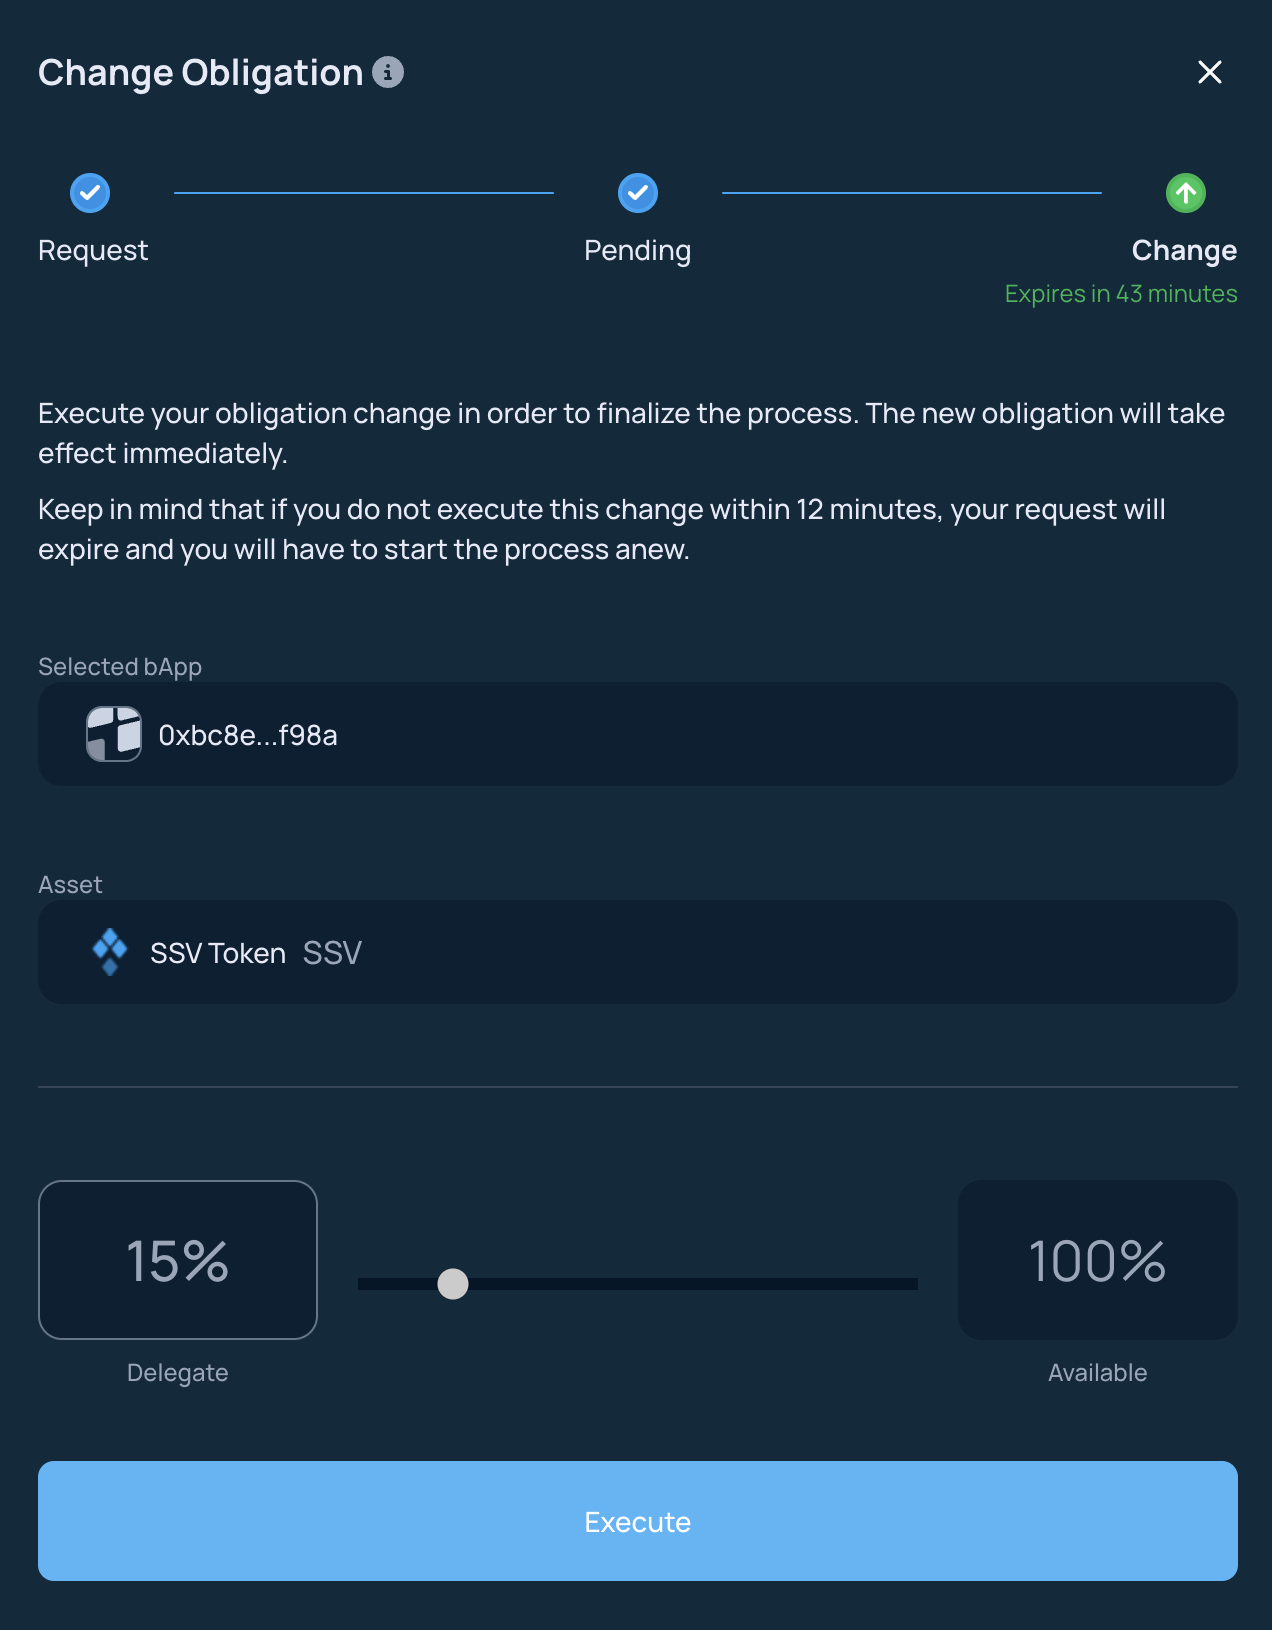 Change Obligation
Request
Pending
Change
Expires in 43 minutes
Execute your obligation change in order to finalize the process. The new obligation will take
effect immediately.
Keep in mind that if you do not execute this change within 12 minutes, your request will
expire and you will have to start the process anew.
Selected bApp
0xbc8e...f98a
Asset
SSV Token SSV
15%
100%
Delegate
Available
Execute